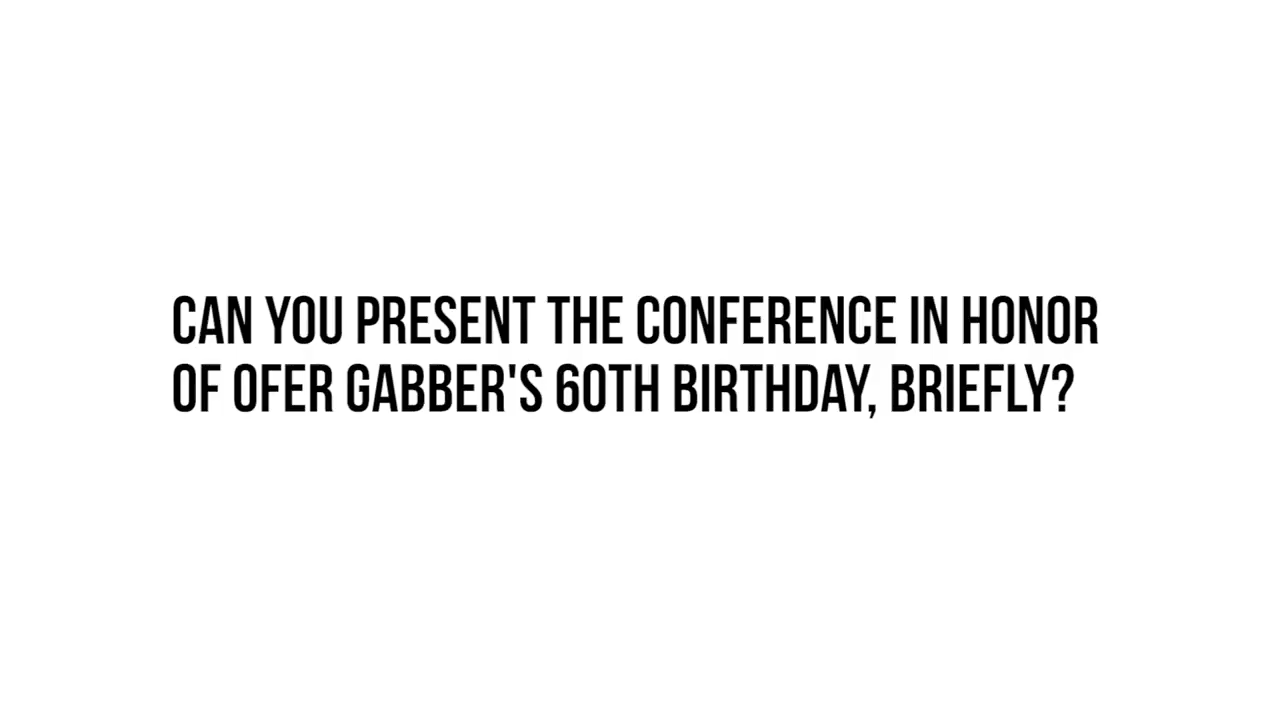 CAN YOU PRESENT THE CONFERENCE IN HONOR
OF OFER GABBER'S 60TH BIRTHDAY, BRIEFLY?